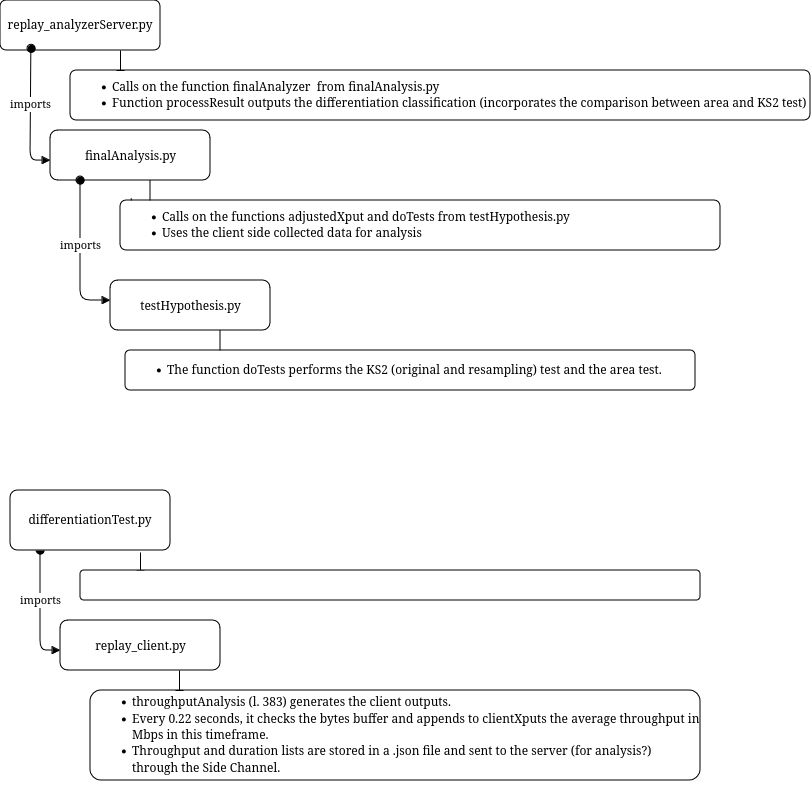 replay_analyzerServer.py
• Calls on the function finalAnalyzer from finalAnalysis.py
imports
• Function processResult outputs the differentiation classification (incorporates the comparison between area and KS2 test)
finalAnalysis.py
• Calls on the functions adjustedXput and doTests from testHypothesis.py
• Uses the client side collected data for analysis
imports
testHypothesis.py
• The function doTests performs the KS2 (original and resampling) test and the area test.
differentiationTest.py
imports
replay_client.py
• throughputAnalysis (l. 383) generates the client outputs.
• Every 0.22 seconds, it checks the bytes buffer and appends to clientXputs the average throughput in
Mbps in this timeframe.
• Throughput and duration lists are stored in a .json file and sent to the server (for analysis?)
through the Side Channel.